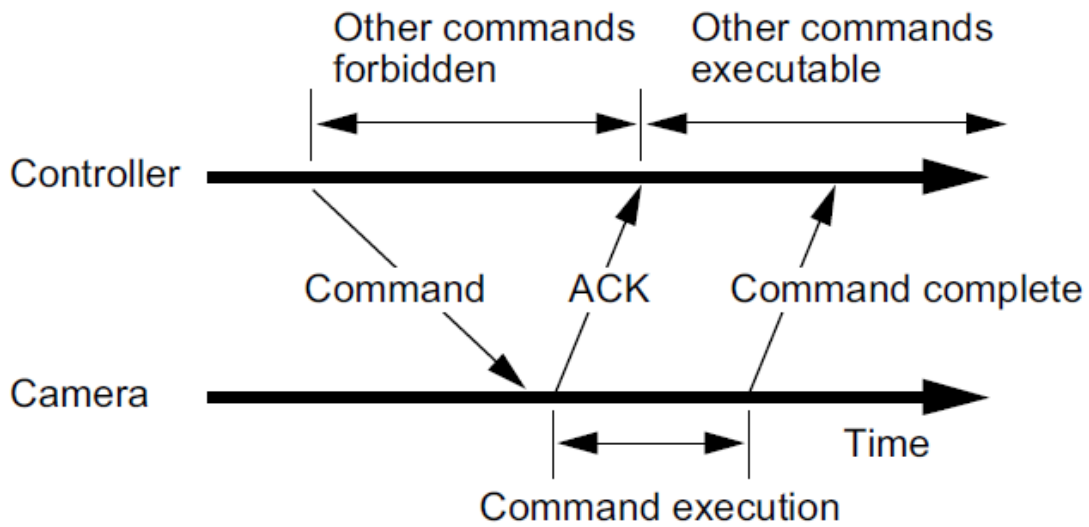 Other commands
forbidden
Other commands
executable
Controller
Command
ACK
Command complete
Camera
Time
Command execution